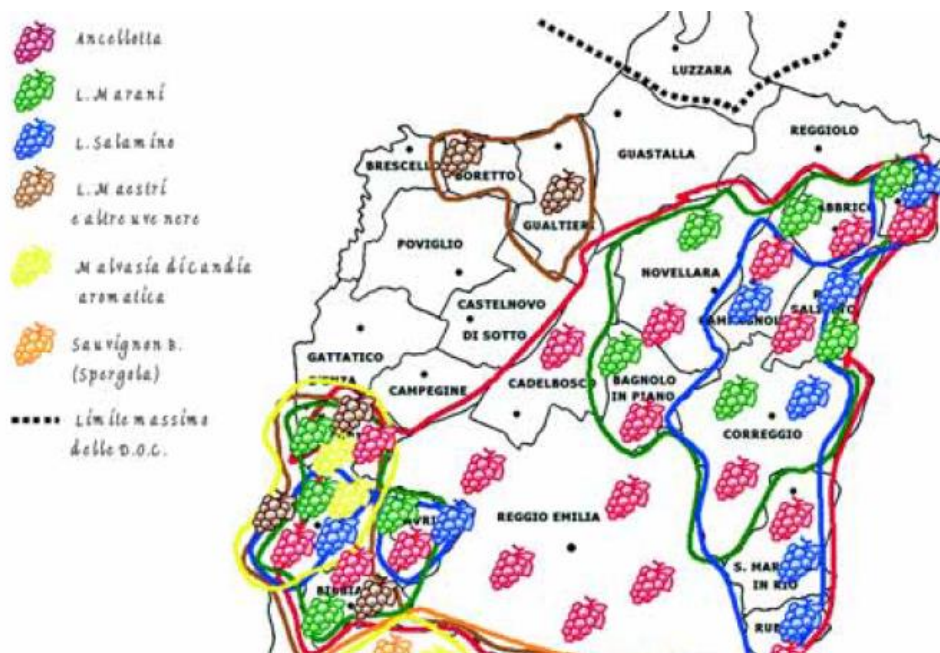 Ancellotta
L. Marani
L. Salamino
L. Maestri
e altre uve nere
Malvasia di Candia
aromatica
Sauvignon B.
(Spergola)
Limite massimo
delle D.O.C.
LUZZARA
REGGIOLO
GUASTALLA
BRESCELLO
BORETTO
GUALTIERI
POVIGLIO
NOVELLARA
CASTELNOVO
DI SOTTO
GATTATICO
CAMPEGINE
CADELBOSCO
BAGNOLO
IN PIANO
CORREGGIO
REGGIO EMILIA
S. MAR
IN RIO